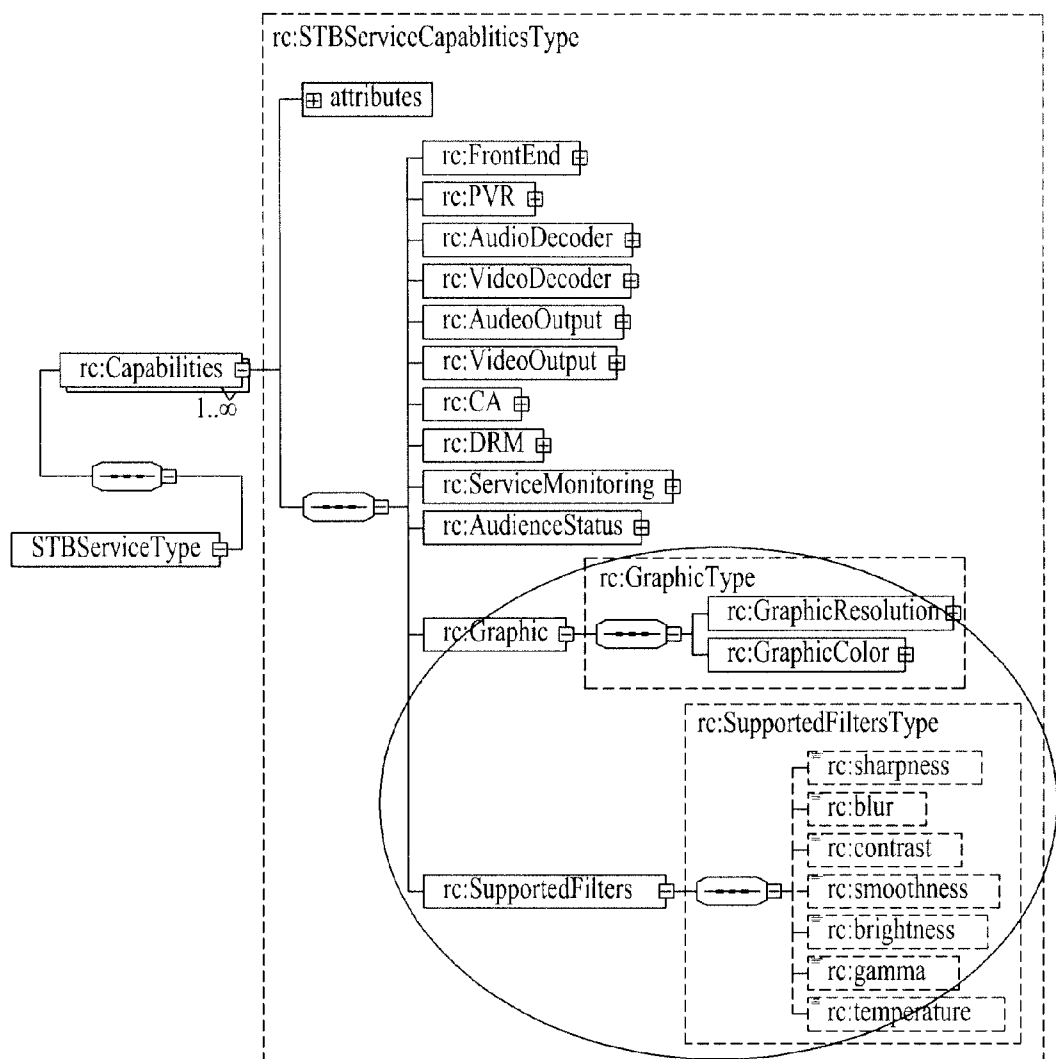 rc:STBServiceCapablitiesType
attributes
rc:FrontEnd
rc:PVR
rc:AudioDecoder
rc:VideoDecoder
rc:AudeoOutput
rc:VideoOutput
rc:Capabilities
1..∞
rc:CA
rc:DRM
rc:ServiceMonitoring
rc:AudienceStatus
STBServiceType
rc:GraphicType
rc:Graphic
rc:GraphicResolution
rc:GraphicColor
rc:SupportedFiltersType
rc:sharpness
rc:blur
rc:contrast
rc:SupportedFilters
rc:smoothness
rc:brightness
rc:gamma
rc:temperature